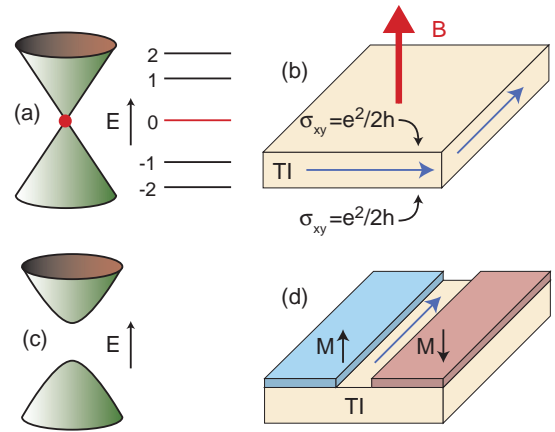 (a)
E
2
1
0
-1
-2
(b)
B
σxy=e²/2h
TI
σxy=e²/2h
(c)
E
(d)
M
M
TI